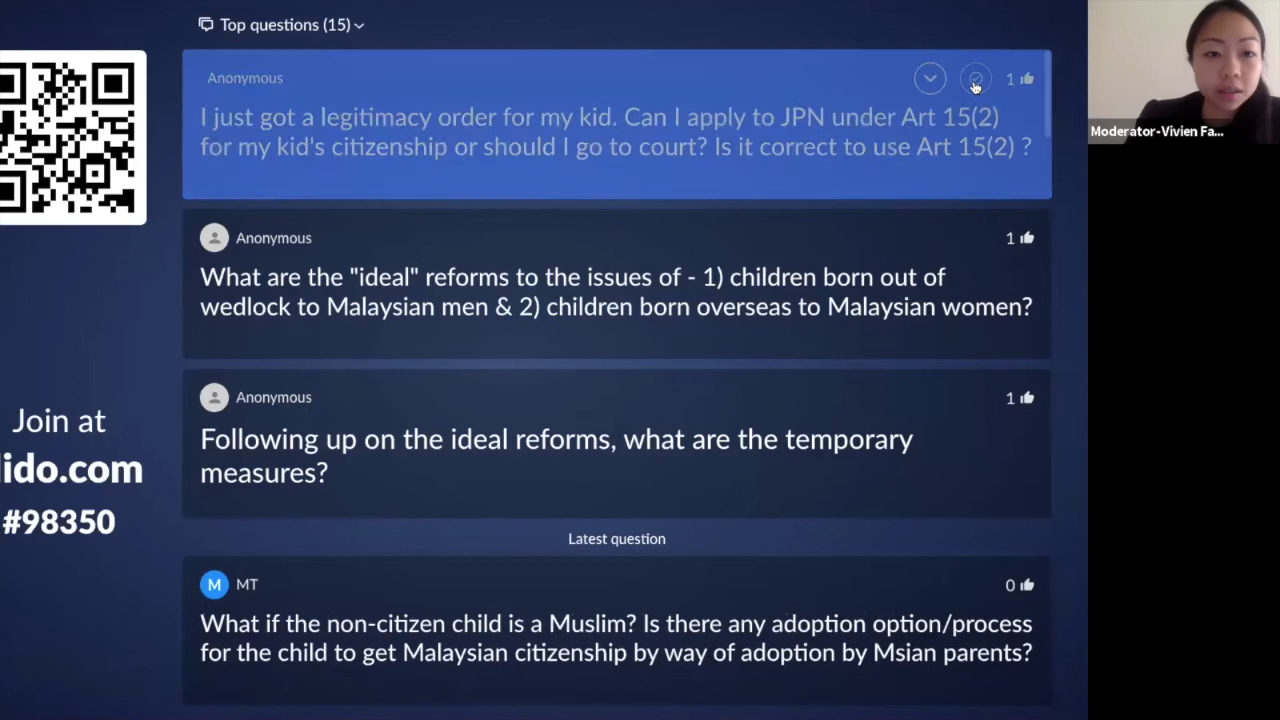 Top questions (15)
Anonymous
1
I just got a legitimacy order for my kid. Can I apply to JPN under Art 15(2)
for my kid's citizenship or should I go to court? Is it correct to use Art 15(2) ?
Moderator-Vivien Fa...
Anonymous
1
What are the "ideal" reforms to the issues of - 1) children born out of
wedlock to Malaysian men & 2) children born overseas to Malaysian women?
Anonymous
1
Following up on the ideal reforms, what are the temporary
measures?
Join at
lido.com
#98350
Latest question
M MT
0
What if the non-citizen child is a Muslim? Is there any adoption option/process
for the child to get Malaysian citizenship by way of adoption by Msian parents?